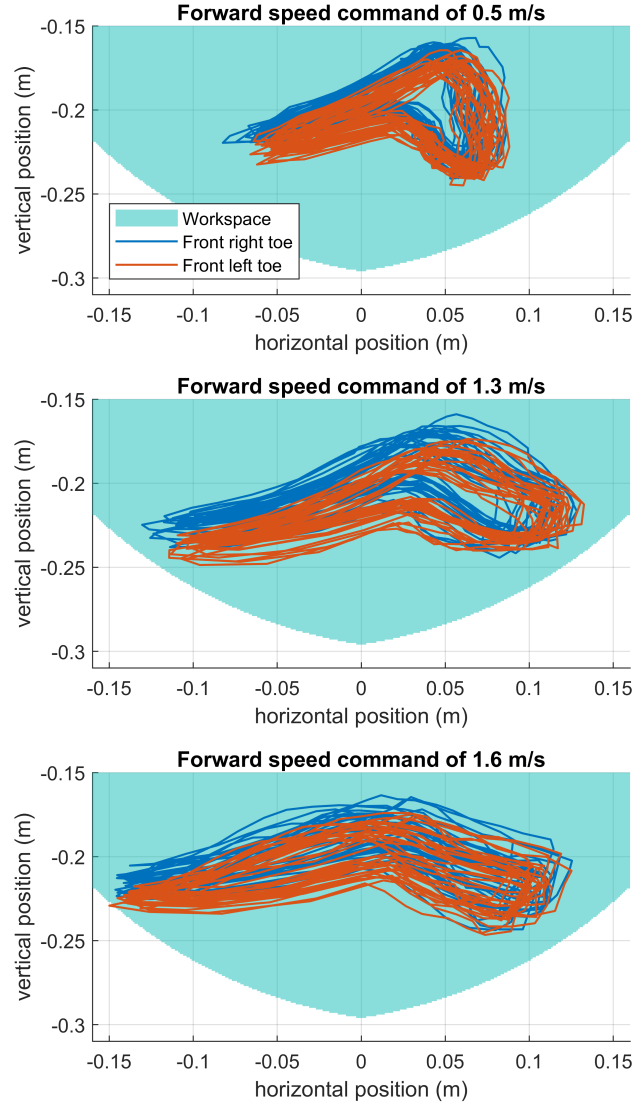 Forward speed command of 0.5 m/s
-0.15
-0.2
-0.25
-0.3
vertical position (m)
Workspace
Front right toe
Front left toe
-0.15 -0.1 -0.05 0 0.05 0.1 0.15
horizontal position (m)
Forward speed command of 1.3 m/s
-0.15
-0.2
-0.25
-0.3
vertical position (m)
-0.15 -0.1 -0.05 0 0.05 0.1 0.15
horizontal position (m)
Forward speed command of 1.6 m/s
-0.15
-0.2
-0.25
-0.3
vertical position (m)
-0.15 -0.1 -0.05 0 0.05 0.1 0.15
horizontal position (m)